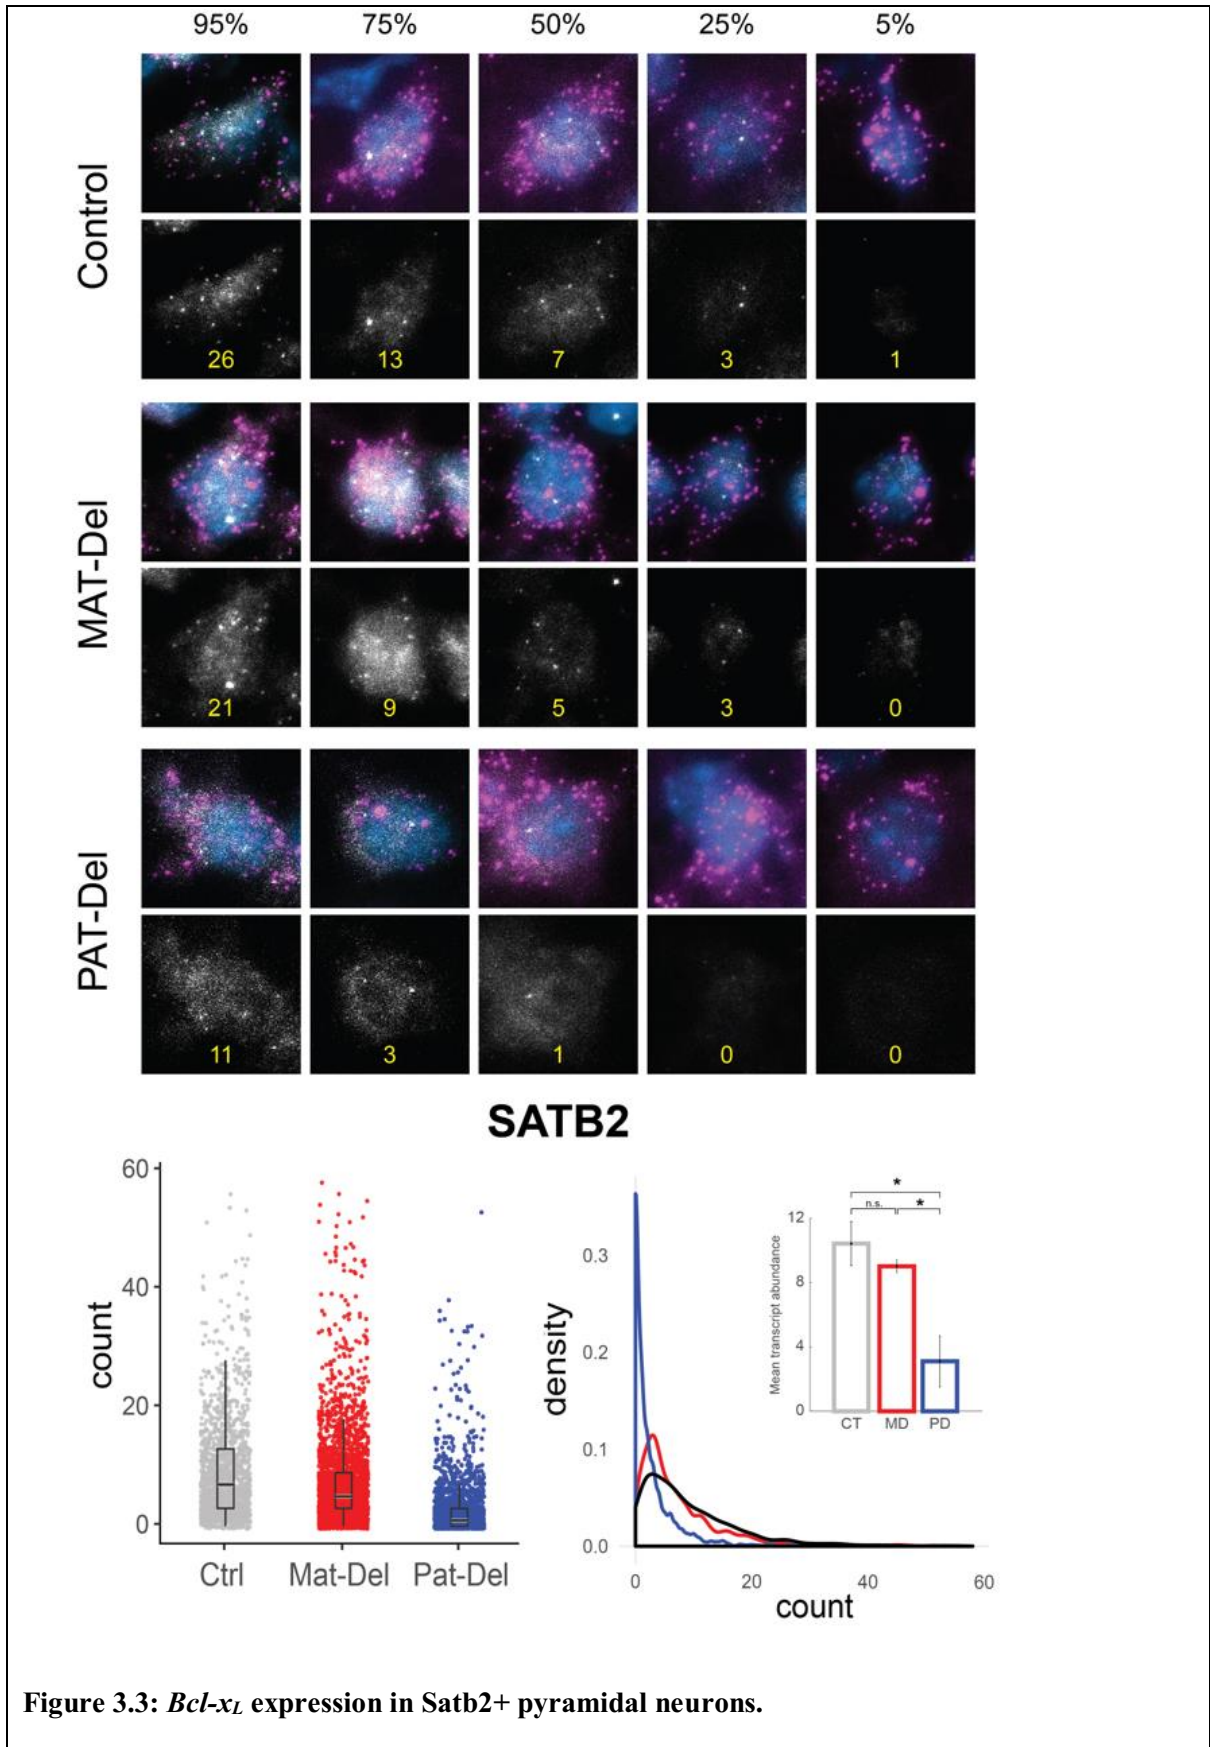 95% 75% 50% 25% 5%
Control
26 13 7 3 1
MAT-Del
21 9 5 3 0
PAT-Del
11 3 1 0 0
SATB2
60
40
20
0
count
Ctrl Mat-Del Pat-Del
0.3
0.2
0.1
0.0
density
0 20 40 60
count
12
8
4
0
Mean transcript abundance
*
n.s. *
CT MD PD
Figure 3.3: Bcl-xL expression in Satb2+ pyramidal neurons.